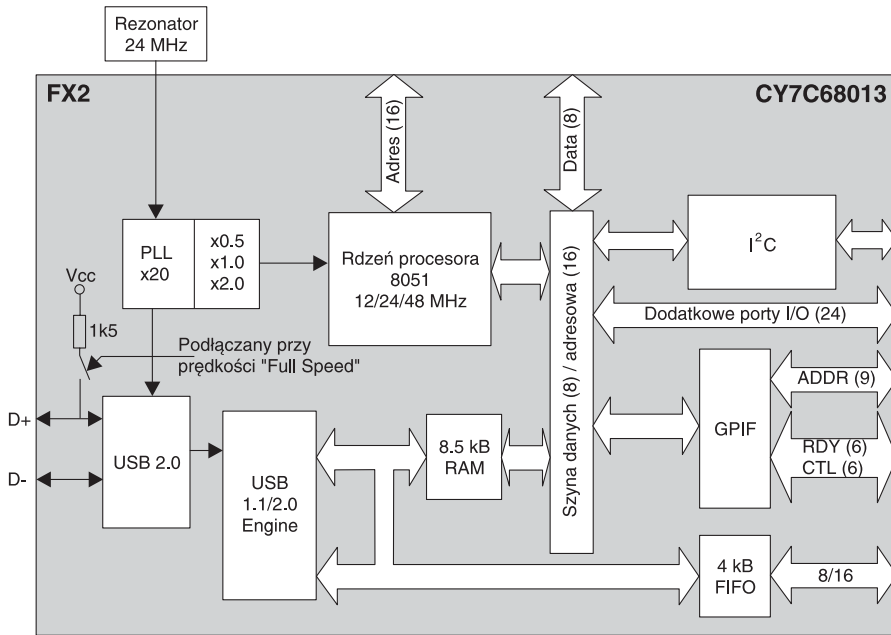 Rezonator
24 MHz
FX2
CY7C68013
Adres (16)
Data (8)
PLL
x20
x0.5
x1.0
x2.0
Rdzeń procesora
8051
12/24/48 MHz
I²C
Vcc
1k5
Podłączany przy
prędkości "Full Speed"
Szyna danych (8) / adresowa (16)
Dodatkowe porty I/O (24)
ADDR (9)
GPIF
RDY (6)
CTL (6)
D+
D-
USB 2.0
USB
1.1/2.0
Engine
8.5 kB
RAM
4 kB
FIFO
8/16